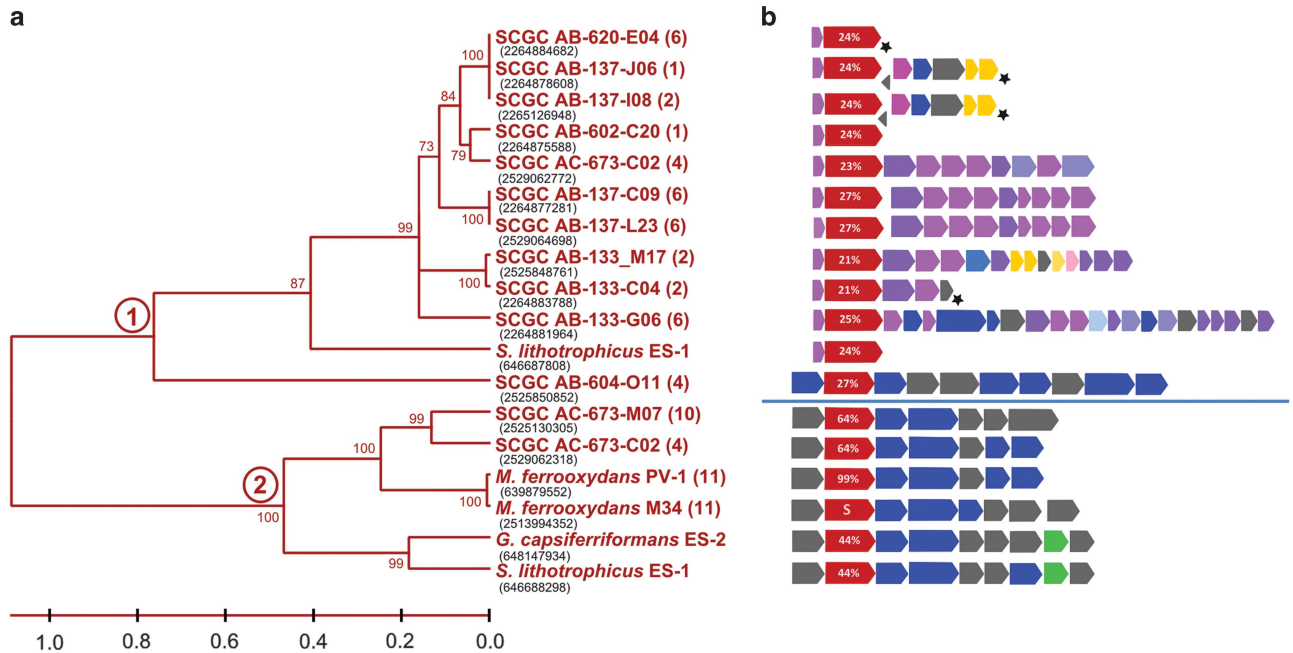 a
b
SCGC AB-620-E04 (6)
(2264884682)
24%
100
SCGC AB-137-J06 (1)
(2264878608)
24%
84
SCGC AB-137-I08 (2)
(2265126948)
24%
SCGC AB-602-C20 (1)
(2264875588)
24%
73
79
SCGC AC-673-C02 (4)
(2529062772)
23%
SCGC AB-137-C09 (6)
(2264877281)
27%
100
SCGC AB-137-L23 (6)
(2529064698)
27%
99
SCGC AB-133_M17 (2)
(2525848761)
21%
100
SCGC AB-133-C04 (2)
(2264883788)
21%
87
SCGC AB-133-G06 (6)
(2264881964)
25%
1
S. lithotrophicus ES-1
(646687808)
24%
SCGC AB-604-O11 (4)
(2525850852)
27%
SCGC AC-673-M07 (10)
(2525130305)
64%
99
SCGC AC-673-C02 (4)
(2529062318)
64%
100
M. ferrooxydans PV-1 (11)
(639879552)
99%
2
100
M. ferrooxydans M34 (11)
(2513994352)
S
100
G. capsiferriformans ES-2
(648147934)
44%
99
S. lithotrophicus ES-1
(646688298)
44%
1.0 0.8 0.6 0.4 0.2 0.0